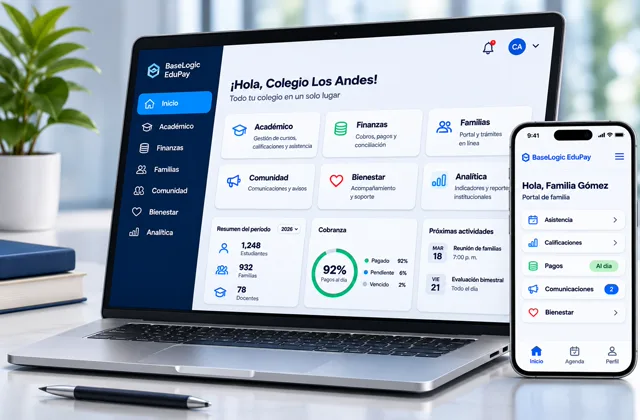 BaseLogic
EduPay
Inicio
Académico
Finanzas
Familias
Comunidad
Bienestar
Analítica
CA
¡Hola, Colegio Los Andes!
Todo tu colegio en un solo lugar
Académico
Gestión de cursos,
calificaciones y asistencia
Finanzas
Cobros, pagos y
conciliación
Familias
Portal y trámites
en línea
Comunidad
Comunicaciones y avisos
Bienestar
Acompañamiento
y soporte
Analítica
Indicadores y reportes
institucionales
Resumen del período
2026
1,248
Estudiantes
932
Familias
78
Docentes
Cobranza
92%
Pagos al día
Pagado 92%
Pendiente 6%
Vencido 2%
Próximas actividades
MAR
18
Reunión de familias
7:00 p. m.
VIE
21
Evaluación bimestral
Todo el día
9:41
BaseLogic EduPay
Hola, Familia Gómez
Portal de familia
Asistencia
Calificaciones
Pagos
Al día
Comunicaciones
2
Bienestar
Inicio
Agenda
Perfil